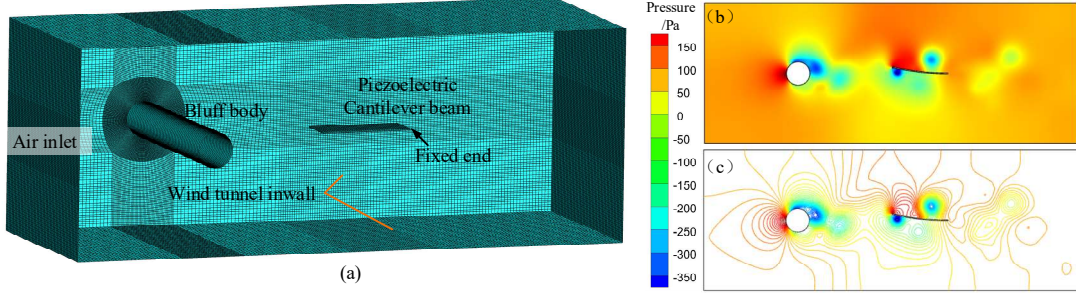 Bluff body
Piezoelectric
Cantilever beam
Air inlet
Fixed end
Wind tunnel inwall
(a)
Pressure
/Pa
150
100
50
0
-50
-100
-150
-200
-250
-300
-350
（b）
（c）